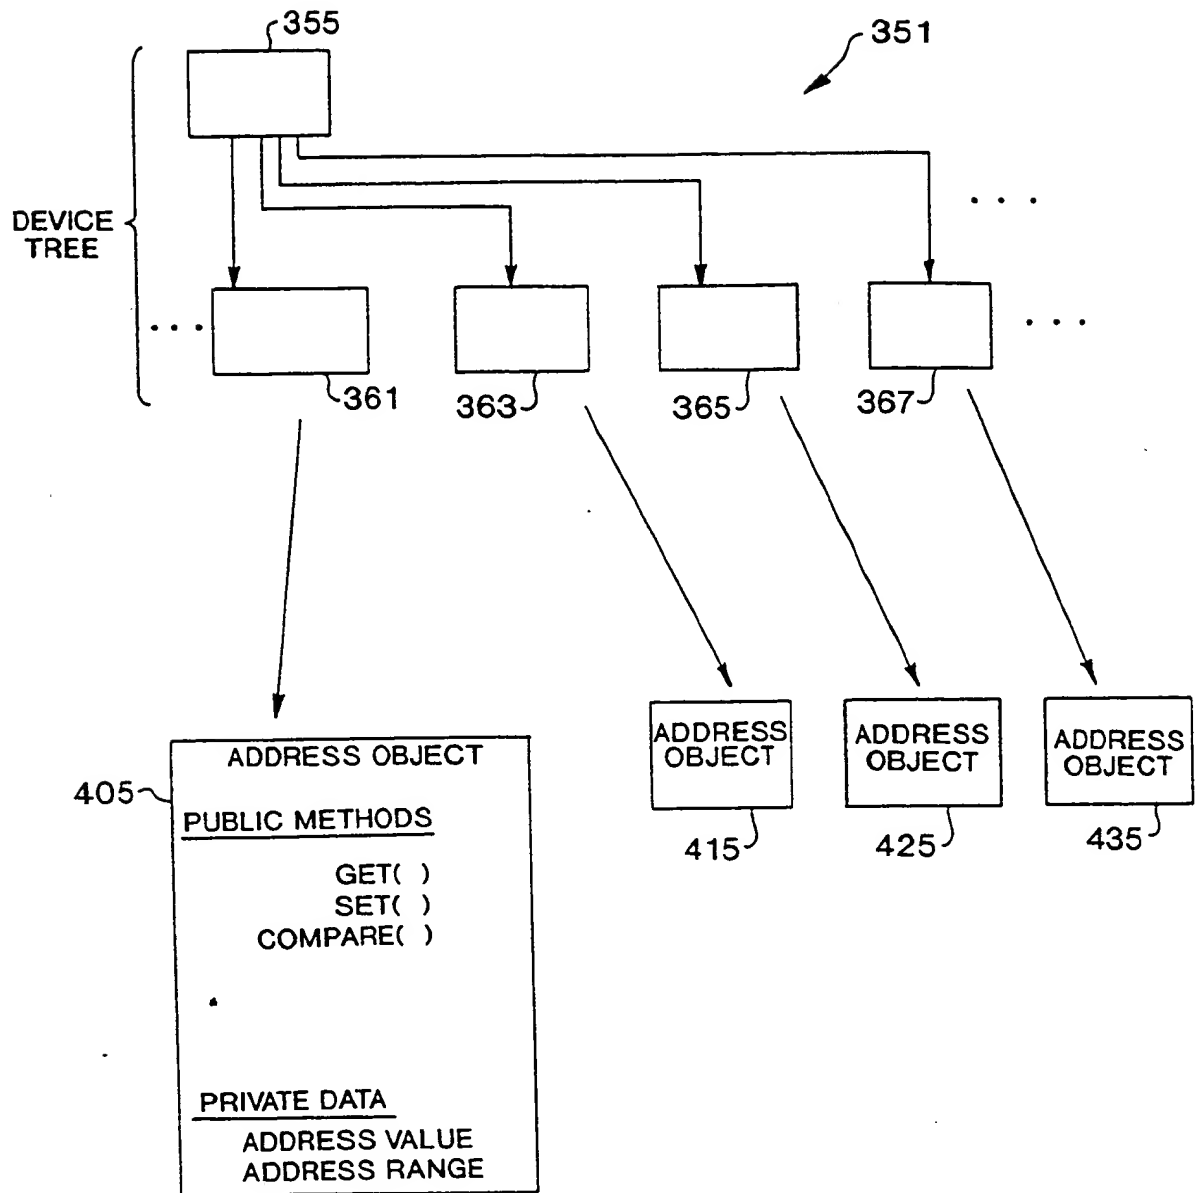 355
351
DEVICE
TREE
. . .
. . .
. . .
361
363
365
367
ADDRESS OBJECT
405
PUBLIC METHODS
GET( )
SET( )
COMPARE( )
PRIVATE DATA
ADDRESS VALUE
ADDRESS RANGE
ADDRESS
OBJECT
415
ADDRESS
OBJECT
425
ADDRESS
OBJECT
435